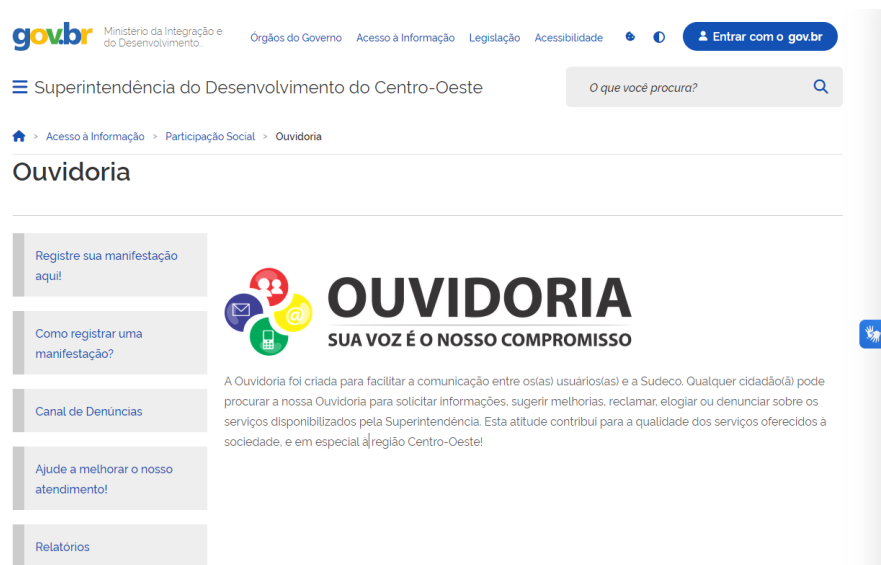 gov.br
Ministério da Integração e
do Desenvolvimento...
Órgãos do Governo Acesso à Informação Legislação Acessibilidade
Entrar com o gov.br
Superintendência do Desenvolvimento do Centro-Oeste
O que você procura?
> Acesso à Informação > Participação Social > Ouvidoria
Ouvidoria
Registre sua manifestação
aqui!
Como registrar uma
manifestação?
Canal de Denúncias
Ajude a melhorar o nosso
atendimento!
Relatórios
@
OUVIDORIA
SUA VOZ É O NOSSO COMPROMISSO
A Ouvidoria foi criada para facilitar a comunicação entre os(as) usuários(as) e a Sudeco. Qualquer cidadão(ã) pode
procurar a nossa Ouvidoria para solicitar informações, sugerir melhorias, reclamar, elogiar ou denunciar sobre os
serviços disponibilizados pela Superintendência. Esta atitude contribui para a qualidade dos serviços oferecidos à
sociedade, e em especial à região Centro-Oeste!